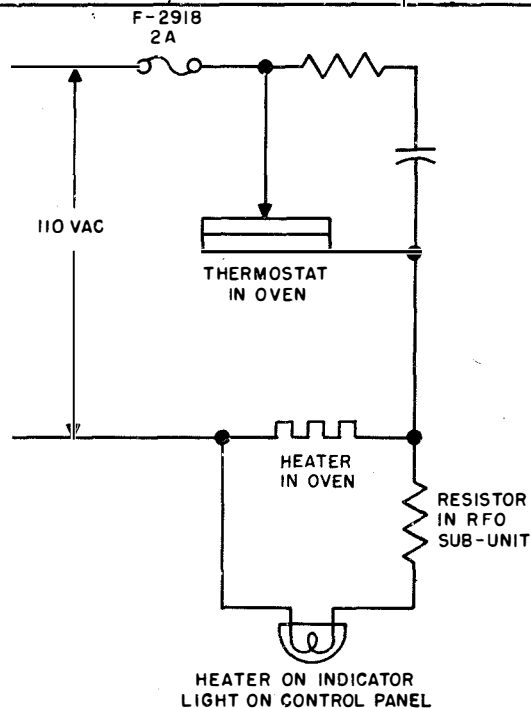 F-2918
2A
110 VAC
THERMOSTAT
IN OVEN
HEATER
IN OVEN
RESISTOR
IN RFO
SUB-UNIT
HEATER ON INDICATOR
LIGHT ON CONTROL PANEL